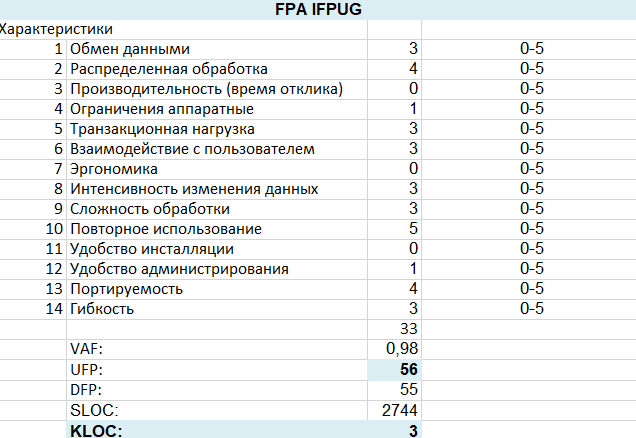 FPA IFPUG
Характеристики
1 Обмен данными 3 0-5
2 Распределенная обработка 4 0-5
3 Производительность (время отклика) 0 0-5
4 Ограничения аппаратные 1 0-5
5 Транзакционная нагрузка 3 0-5
6 Взаимодействие с пользователем 3 0-5
7 Эргономика 0 0-5
8 Интенсивность изменения данных 3 0-5
9 Сложность обработки 3 0-5
10 Повторное использование 5 0-5
11 Удобство инсталляции 0 0-5
12 Удобство администрирования 1 0-5
13 Портируемость 4 0-5
14 Гибкость 3 0-5
33
VAF: 0,98
UFP: 56
DFP: 55
SLOC: 2744
KLOC: 3